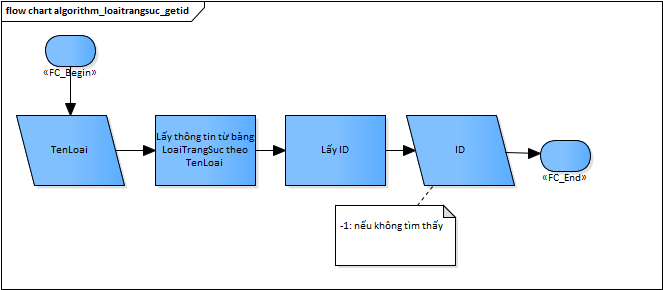 flow chart algorithm_loaitrangsuc_getid
«FC_Begin»
TenLoai
Lấy thông tin từ bảng
LoaiTrangSuc theo
TenLoai
Lấy ID
ID
«FC_End»
-1: nếu không tìm thấy